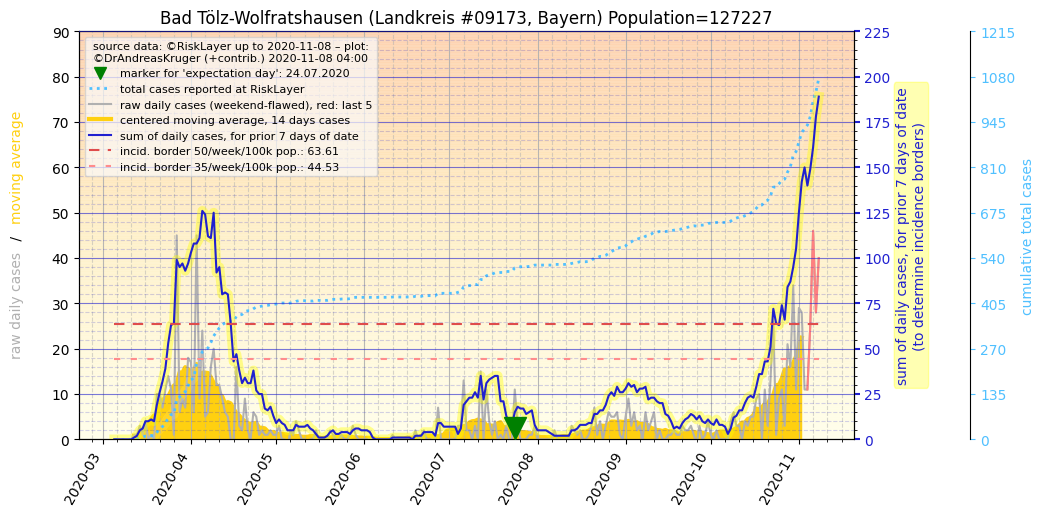 Bad Tölz-Wolfratshausen (Landkreis #09173, Bayern) Population=127227
source data: ©RiskLayer up to 2020-11-08 – plot:
©DrAndreasKruger (+contrib.) 2020-11-08 04:00
marker for 'expectation day': 24.07.2020
total cases reported at RiskLayer
raw daily cases (weekend-flawed), red: last 5
centered moving average, 14 days cases
sum of daily cases, for prior 7 days of date
incid. border 50/week/100k pop.: 63.61
incid. border 35/week/100k pop.: 44.53
raw daily cases / moving average
90
80
70
60
50
40
30
20
10
0
225
200
175
150
125
100
75
50
25
0
sum of daily cases, for prior 7 days of date
(to determine incidence borders)
1215
1080
945
810
675
540
405
270
135
0
cumulative total cases
2020-03
2020-04
2020-05
2020-06
2020-07
2020-08
2020-09
2020-10
2020-11